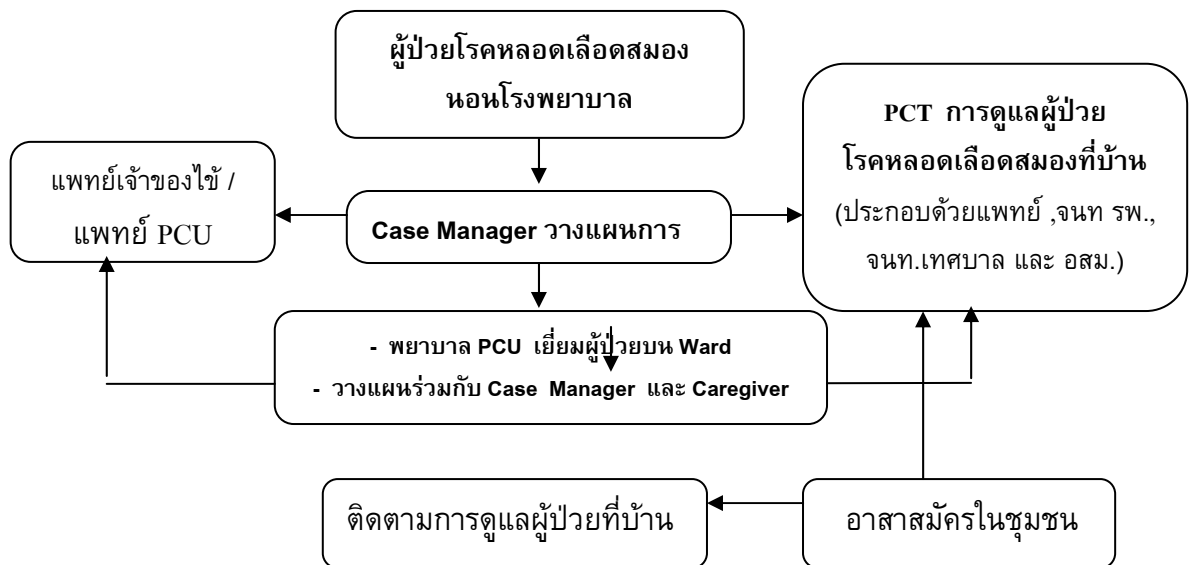 ผู้ป่วยโรคหลอดเลือดสมอง
นอนโรงพยาบาล
PCT การดูแลผู้ป่วย
โรคหลอดเลือดสมองที่บ้าน
(ประกอบด้วยแพทย์ ,จนท รพ.,
จนท.เทศบาล และ อสม.)
แพทย์เจ้าของไข้ /
แพทย์ PCU
Case Manager วางแผนการ
- พยาบาล PCU เยี่ยมผู้ป่วยบน Ward
- วางแผนร่วมกับ Case Manager และ Caregiver
ติดตามการดูแลผู้ป่วยที่บ้าน
อาสาสมัครในชุมชน